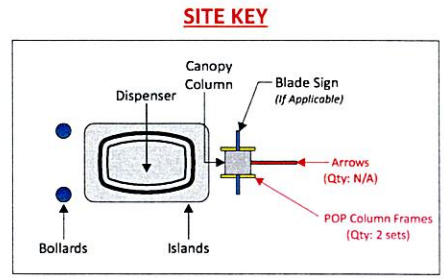 SITE KEY
Canopy
Column
Dispenser
Blade Sign
(If Applicable)
Arrows
(Qty: N/A)
POP Column Frames
(Qty: 2 sets)
Bollards
Islands